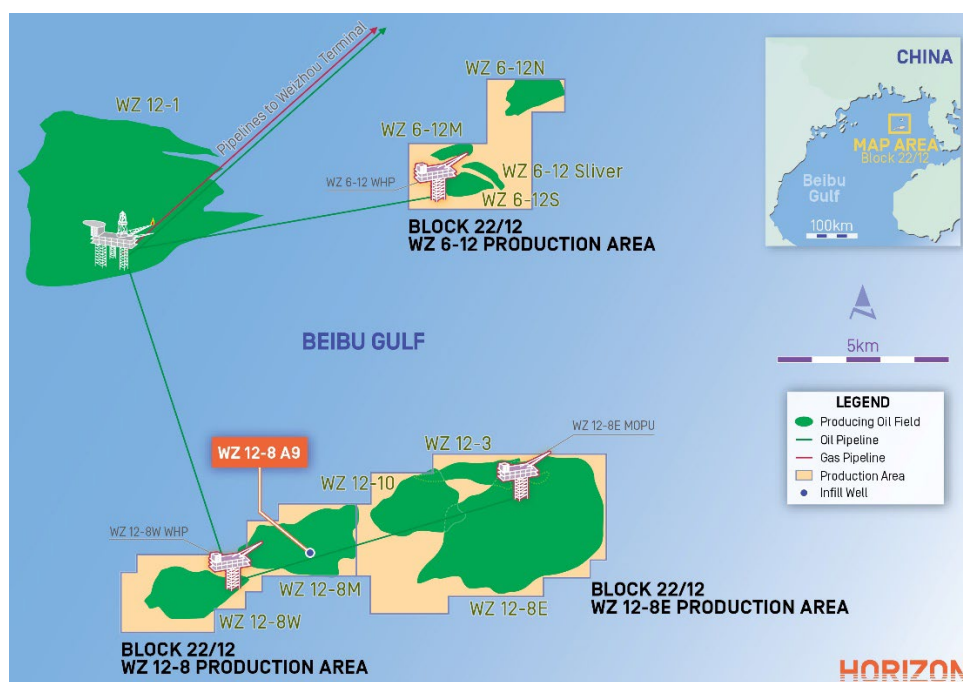 WZ 12-1
Pipelines to Weizhou Terminal
WZ 6-12N
WZ 6-12M
WZ 6-12 WHP
WZ 6-12 Sliver
WZ 6-12S
BLOCK 22/12
WZ 6-12 PRODUCTION AREA
CHINA
MAP AREA
Block 22/12
Beibu
Gulf
100km
BEIBU GULF
5km
LEGEND
Producing Oil Field
Oil Pipeline
Gas Pipeline
Production Area
Infill Well
WZ 12-8 A9
WZ 12-3
WZ 12-8E MOPU
WZ 12-10
WZ 12-8W WHP
WZ 12-8M
WZ 12-8W
WZ 12-8E
BLOCK 22/12
WZ 12-8E PRODUCTION AREA
BLOCK 22/12
WZ 12-8 PRODUCTION AREA
HORIZON